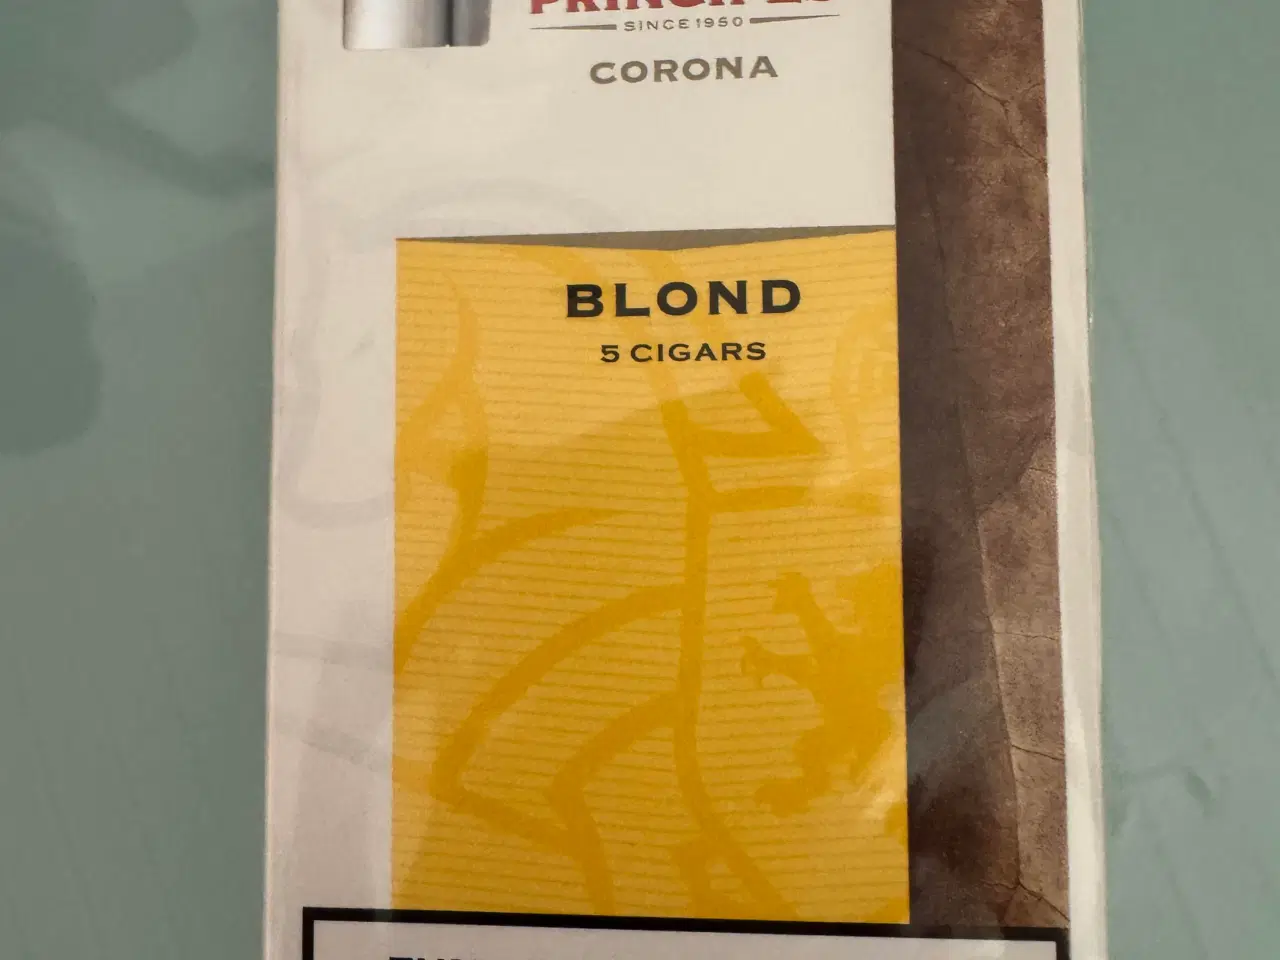 SINCE 1950
CORONA
BLOND
5 CIGARS